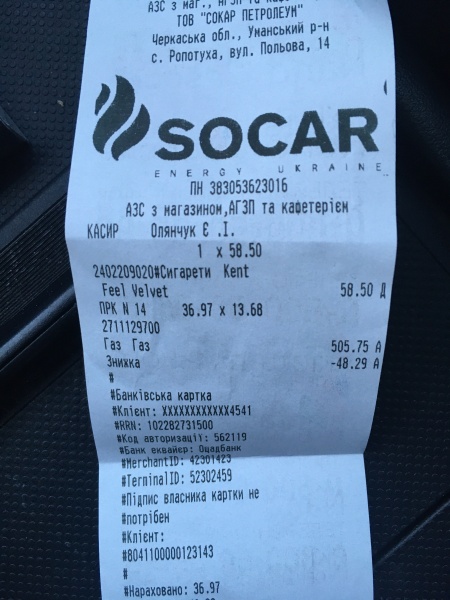 АЗС з маг., АГЗП та кафе
ТОВ "СОКАР ПЕТРОЛЕУМ"
Черкаська обл., Уманський р-н
с. Ропотуха, вул. Польова, 14
SOCAR
ENERGY UKRAINE
ПН 383053623016
АЗС з магазином,АГЗП та кафетерієм
КАСИР Олянчук Є .І.
1 x 58.50
2402209020#Сигарети Kent
Feel Velvet 58.50 Д
ПРК N 14 36.97 x 13.68
2711129700
Газ Газ 505.75 А
Знижка -48.29 А
#
#Банківська картка
#Клієнт: XXXXXXXXXXXX4541
#RRN: 102282731500
#Код авторизації: 562119
#Банк еквайєр: Ощадбанк
#MerchantID: 42301423
#TerminalID: 52302459
#Підпис власника картки не
#потрібен
#Клієнт:
#8041100000123143
#
#Нараховано: 36.97